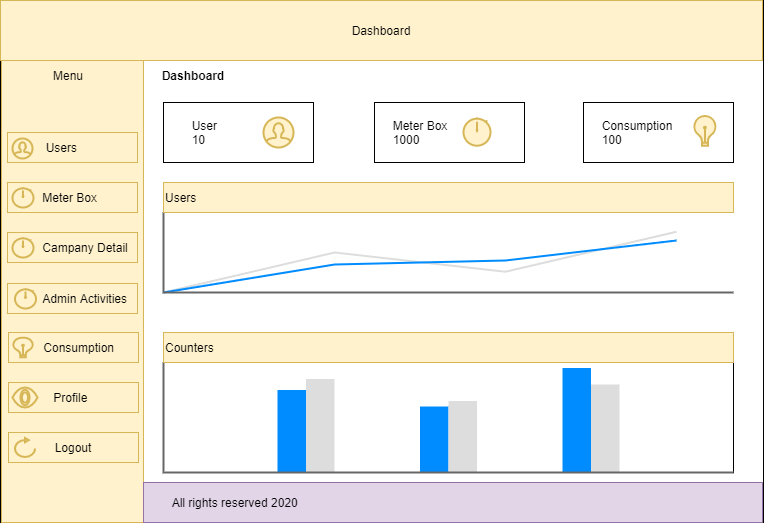 Dashboard
Menu
Dashboard
User
10
Meter Box
1000
Consumption
100
Users
Meter Box
Campany Detail
Admin Activities
Consumption
Profile
Logout
Users
Counters
All rights reserved 2020